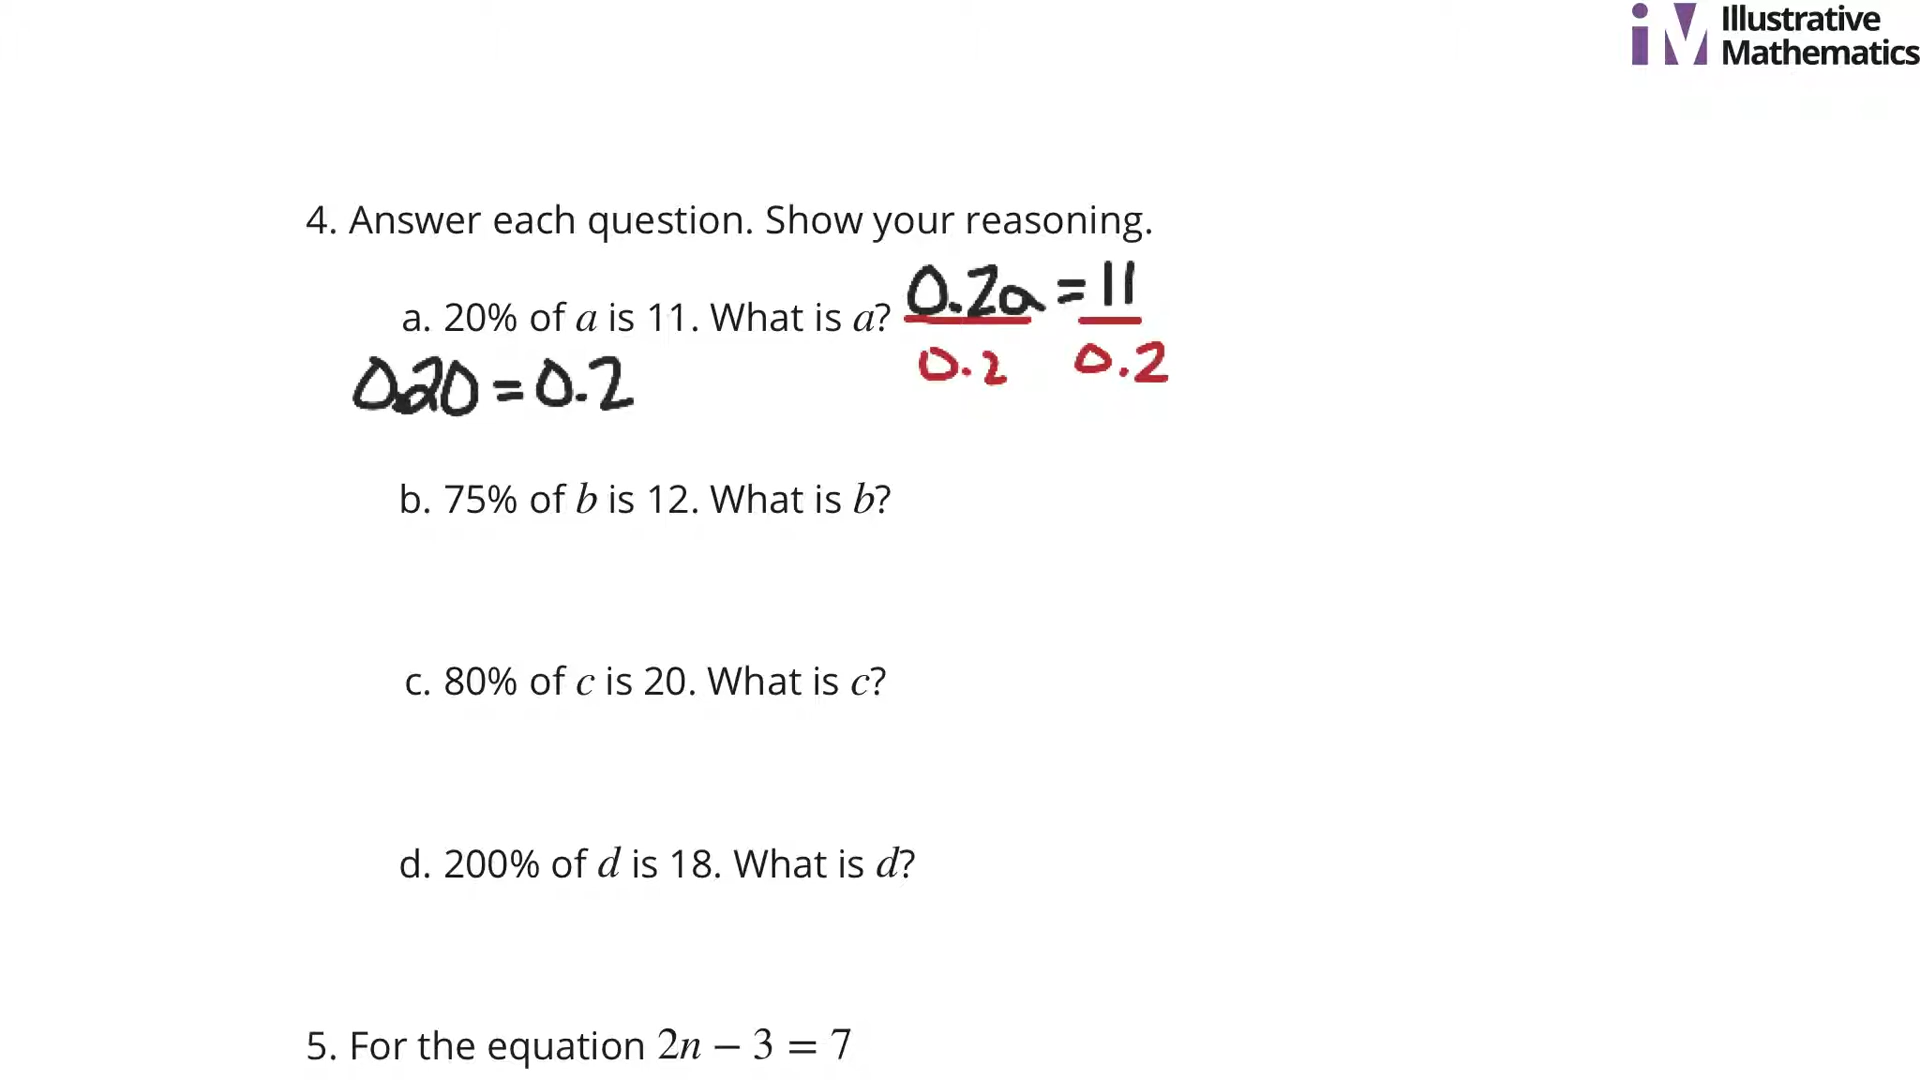 Illustrative
Mathematics
4. Answer each question. Show your reasoning.
0.2a = 11
a. 20% of a is 11. What is a?
0.2 0.2
0.20 = 0.2
b. 75% of b is 12. What is b?
c. 80% of c is 20. What is c?
d. 200% of d is 18. What is d?
5. For the equation 2n − 3 = 7